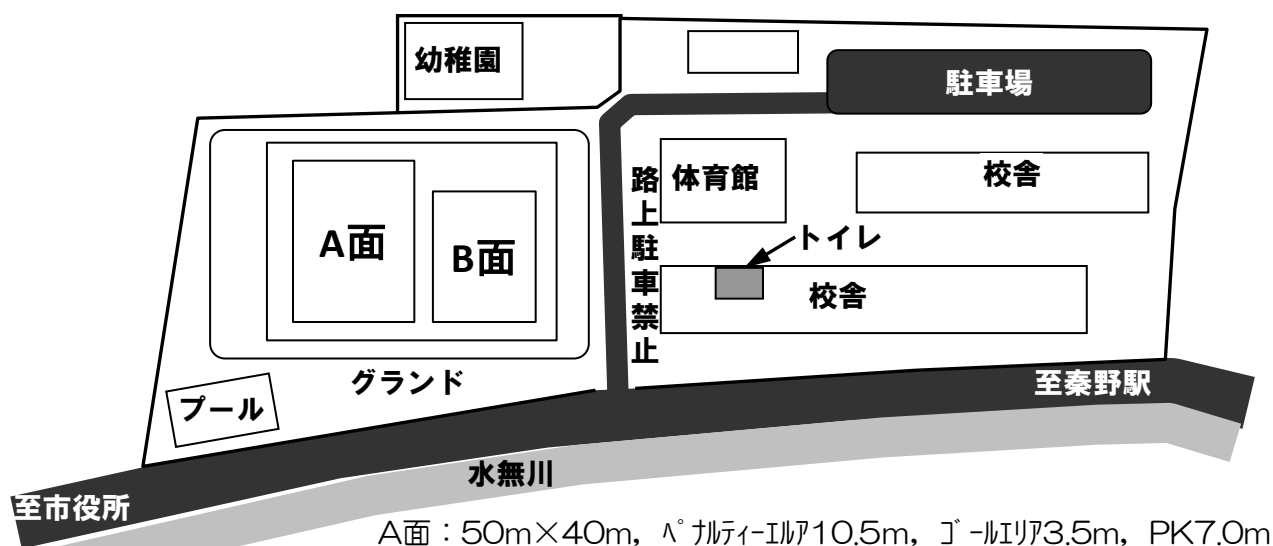 幼稚園
駐車場
体育館
校舎
路上駐車禁止
A面
B面
トイレ
校舎
グランド
プール
至秦野駅
水無川
至市役所
A面：50m×40m，ﾍﾟﾅﾙﾃｨｰｴﾙｱ10.5m，ｺﾞｰﾙｴﾘｱ3.5m，PK7.0m